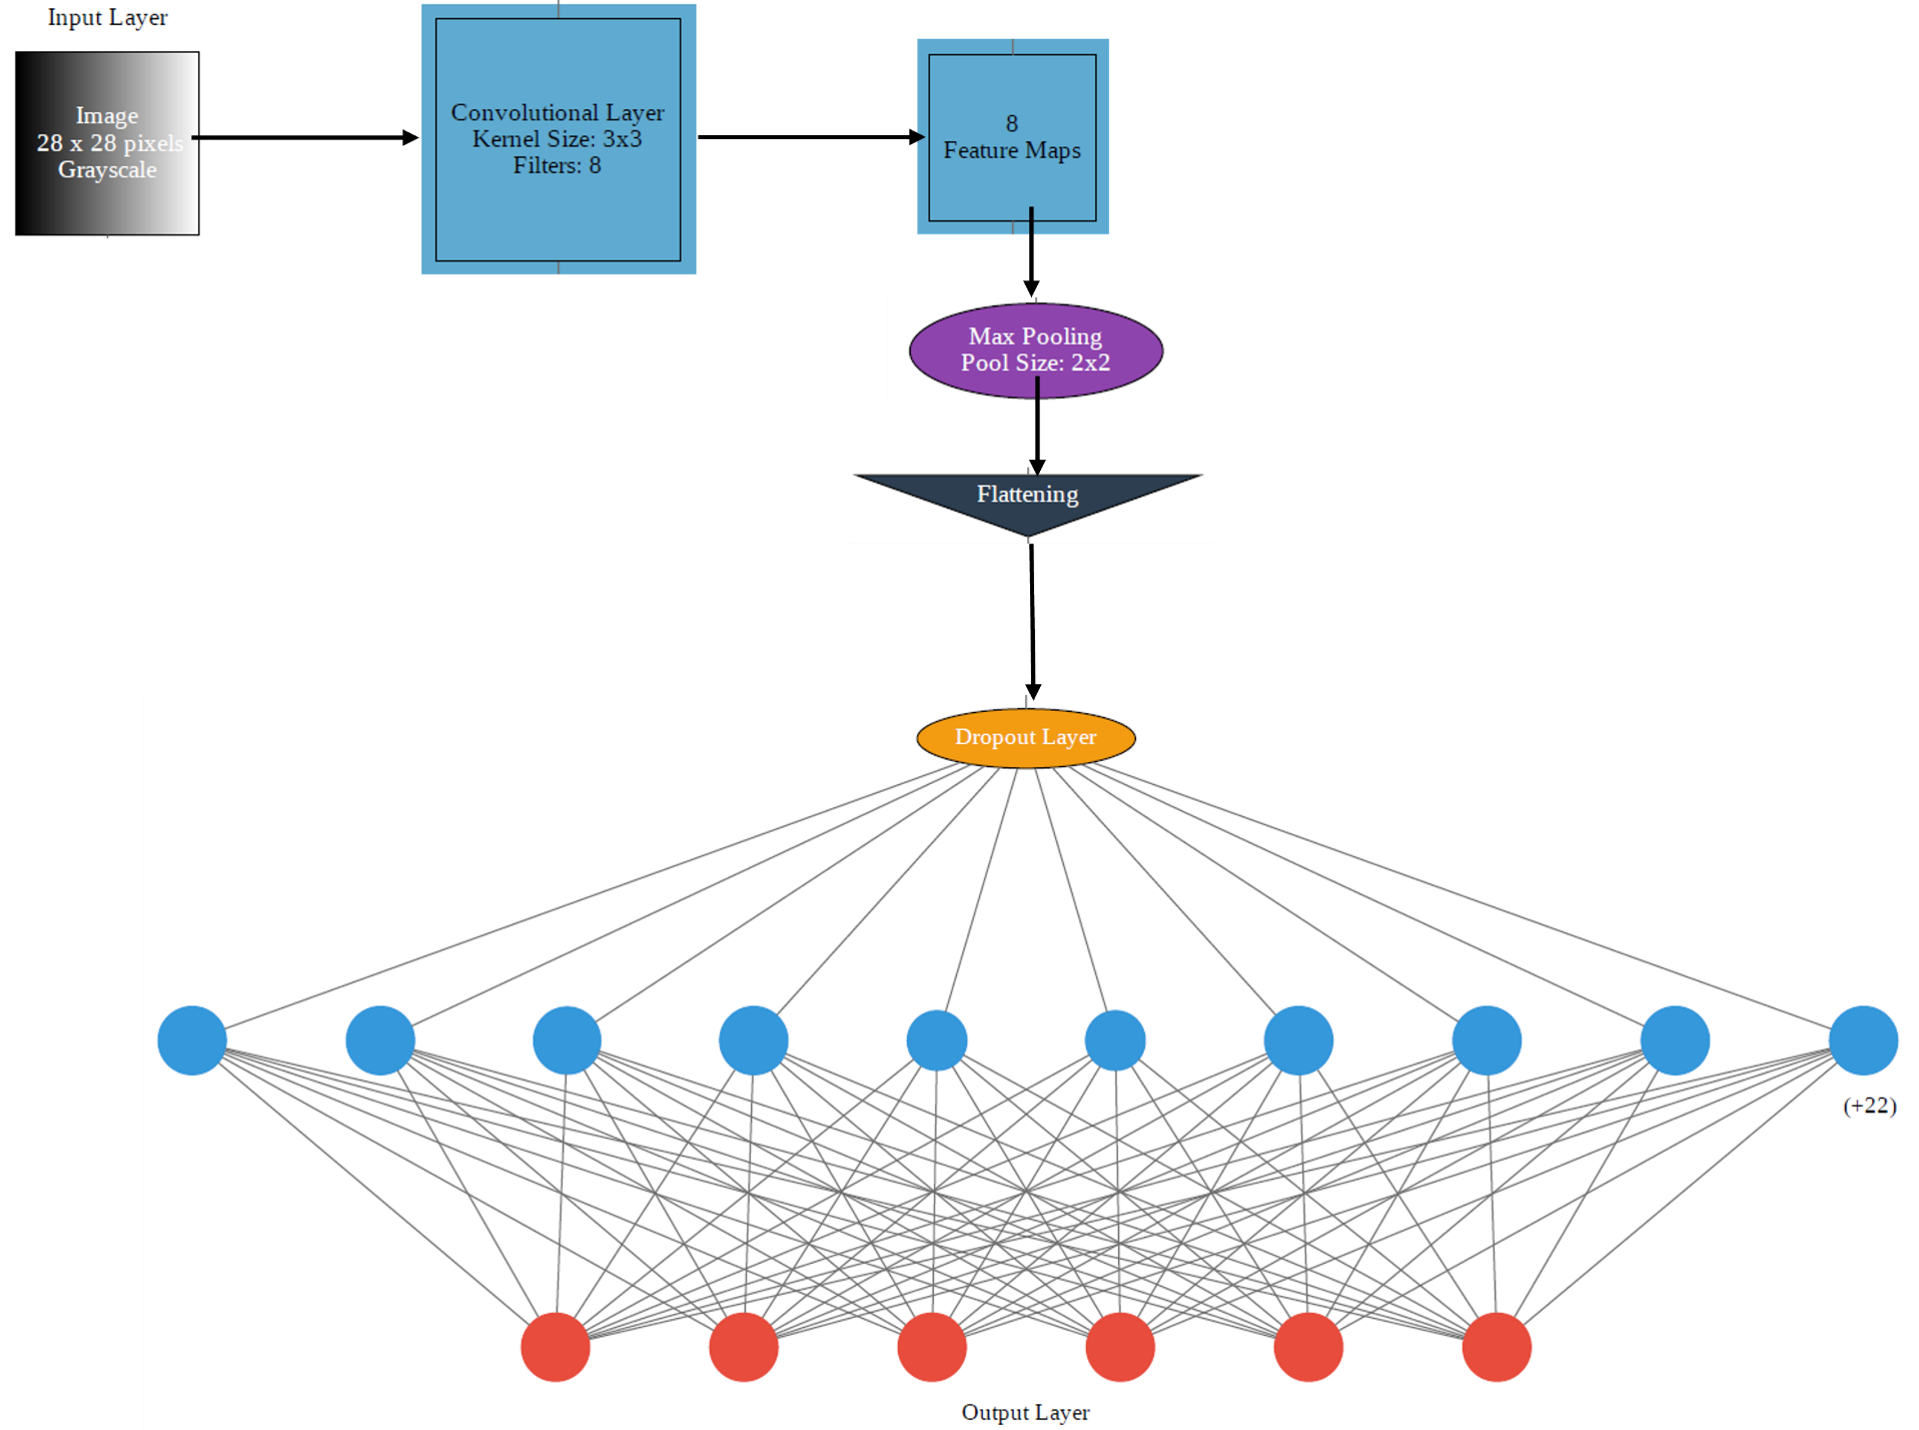 Input Layer
Image
28 x 28 pixels
Grayscale
Convolutional Layer
Kernel Size: 3x3
Filters: 8
8
Feature Maps
Max Pooling
Pool Size: 2x2
Flattening
Dropout Layer
(+22)
Output Layer